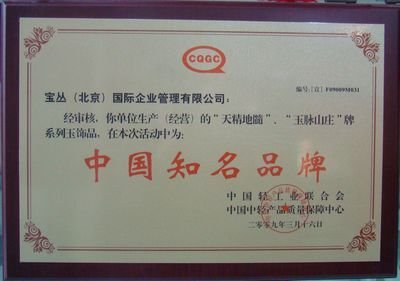 CQGC
编号:［宣］F09009M031
宝丛（北京）国际企业管理有限公司：
经审核，你单位生产（经营）的“天精地髓”、“玉脉山庄”牌
系列玉饰品，在本次活动中为：
中国知名品牌
中国轻工业联合会
中国中轻产品质量保障中心
二零零九年三月十六日